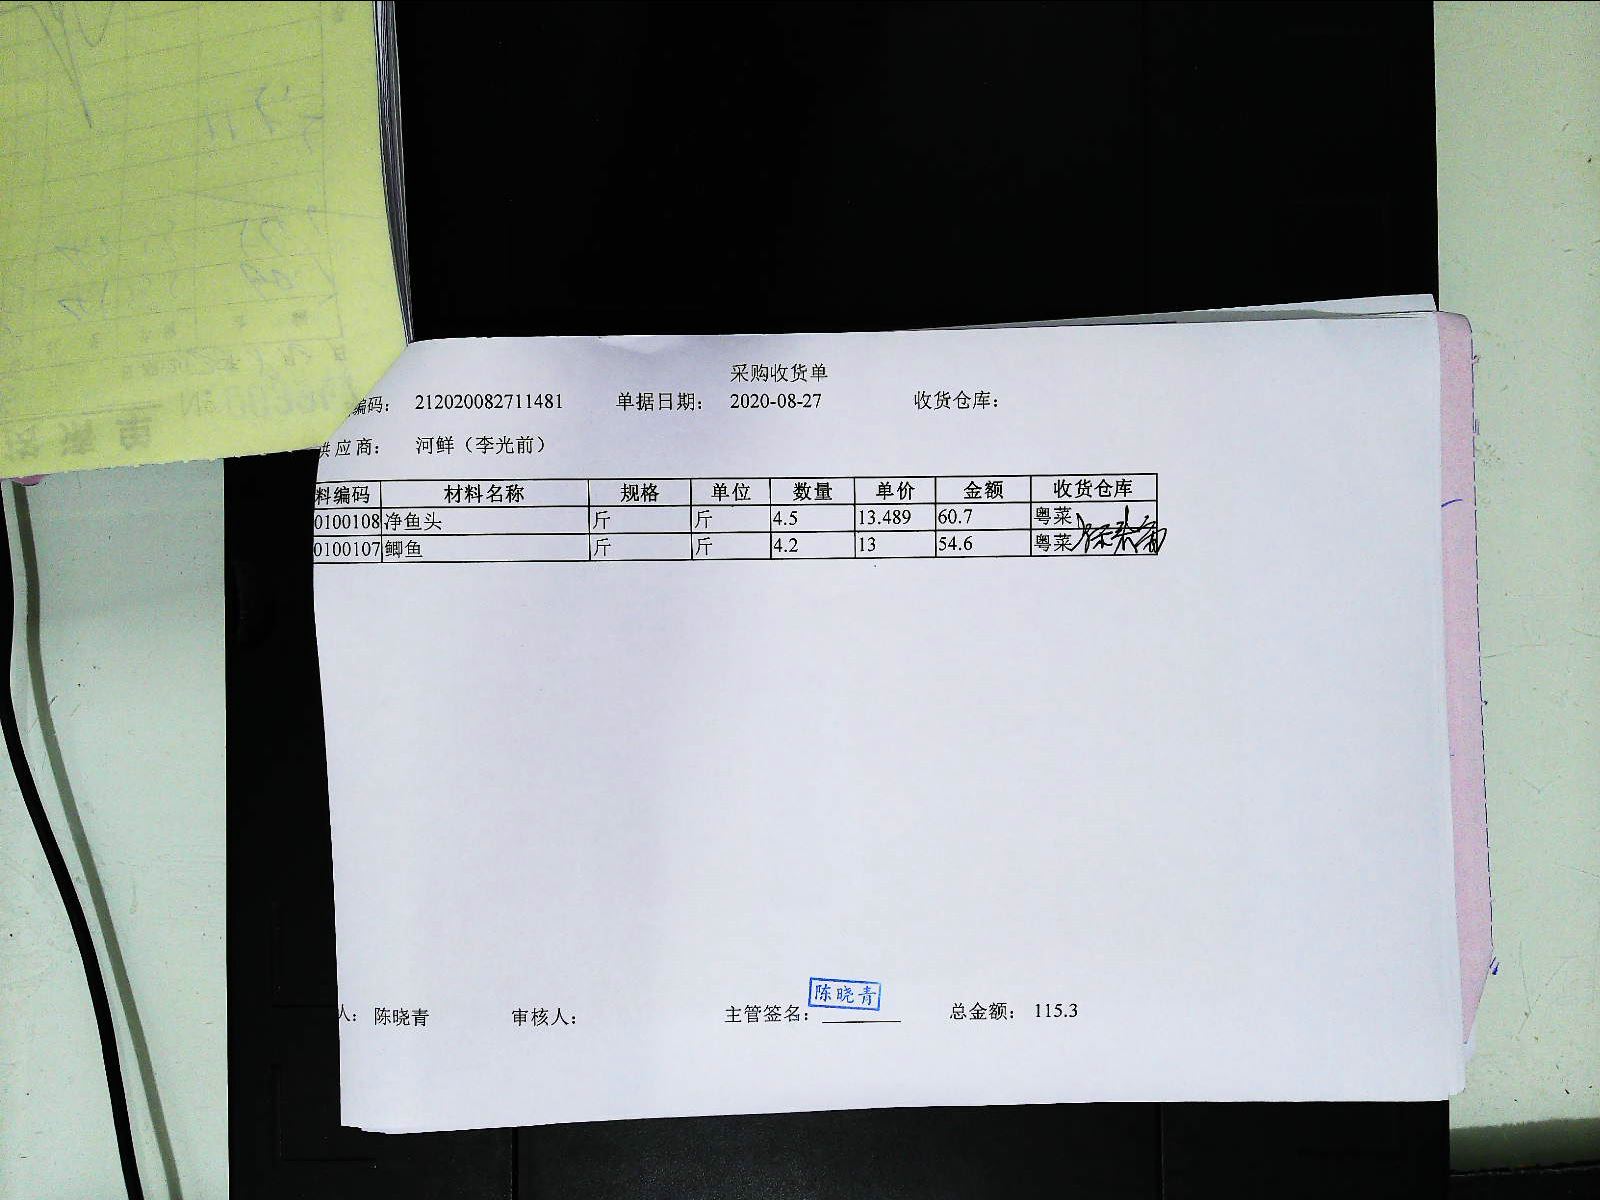 采购收货单
编码: 212020082711481 单据日期: 2020-08-27 收货仓库:
供应商: 河鲜（李光前）
料编码 材料名称 规格 单位 数量 单价 金额 收货仓库
0100108 净鱼头 斤 斤 4.5 13.489 60.7 粤菜
0100107 鲫鱼 斤 斤 4.2 13 54.6 粤菜
人: 陈晓青 审核人: 主管签名: 陈晓青 总金额: 115.3